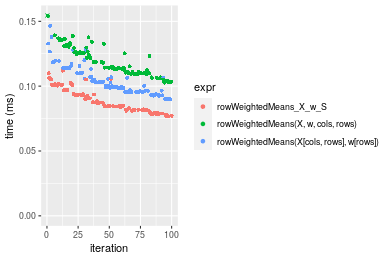 0.15
0.10
0.05
0.00
time (ms)
0
25
50
75
100
iteration
expr
rowWeightedMeans_X_w_S
rowWeightedMeans(X, w, cols, rows)
rowWeightedMeans(X[cols, rows], w[rows])